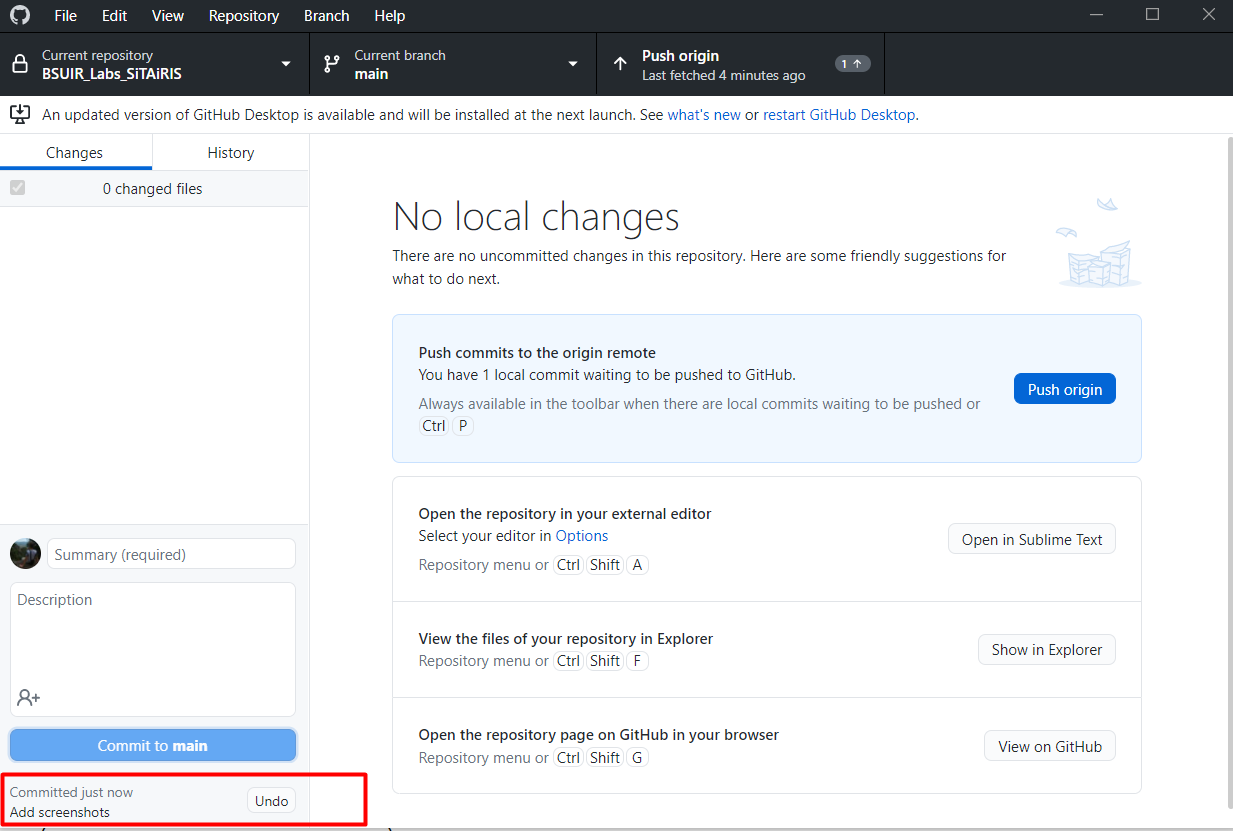 File Edit View Repository Branch Help
Current repository
BSUIR_Labs_SiTAiRIS
Current branch
main
Push origin
Last fetched 4 minutes ago
1
An updated version of GitHub Desktop is available and will be installed at the next launch. See what's new or restart GitHub Desktop.
Changes
History
0 changed files
No local changes
There are no uncommitted changes in this repository. Here are some friendly suggestions for
what to do next.
Push commits to the origin remote
You have 1 local commit waiting to be pushed to GitHub.
Always available in the toolbar when there are local commits waiting to be pushed or
Ctrl P
Push origin
Open the repository in your external editor
Select your editor in Options
Repository menu or Ctrl Shift A
Open in Sublime Text
View the files of your repository in Explorer
Repository menu or Ctrl Shift F
Show in Explorer
Open the repository page on GitHub in your browser
Repository menu or Ctrl Shift G
View on GitHub
Summary (required)
Description
Commit to main
Committed just now
Add screenshots
Undo